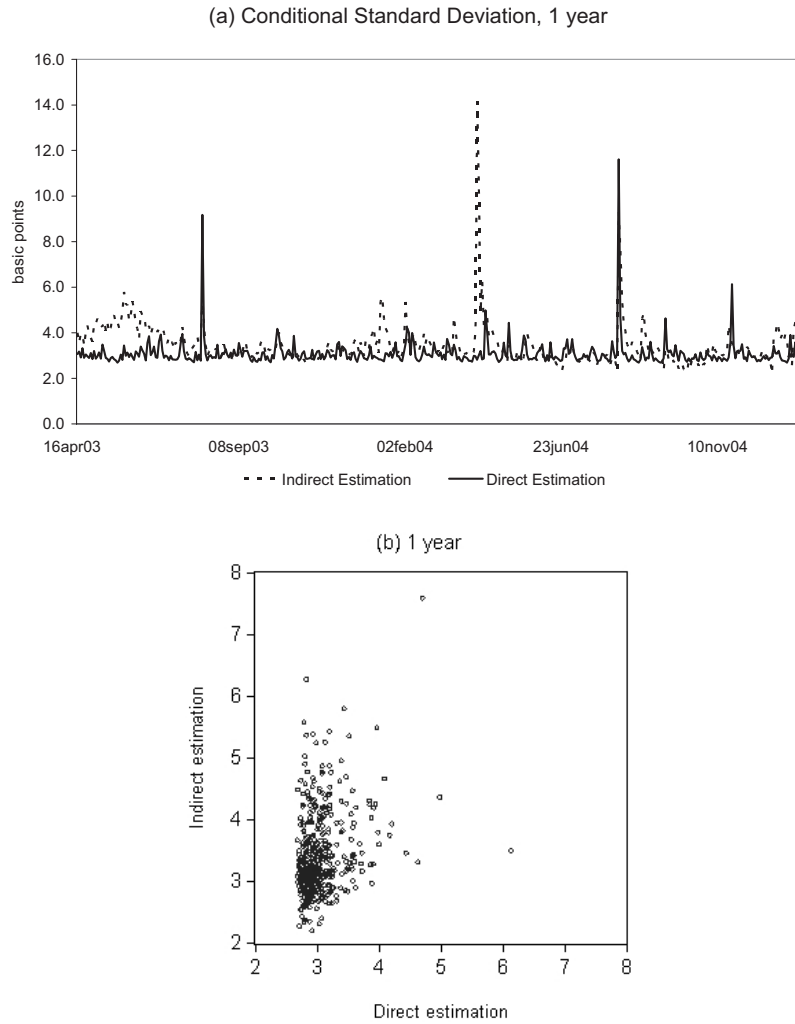 (a) Conditional Standard Deviation, 1 year
16.0
14.0
12.0
10.0
8.0
6.0
4.0
2.0
0.0
basic points
16apr03 08sep03 02feb04 23jun04 10nov04
Indirect Estimation Direct Estimation
(b) 1 year
8
7
6
5
4
3
2
Indirect estimation
2 3 4 5 6 7 8
Direct estimation